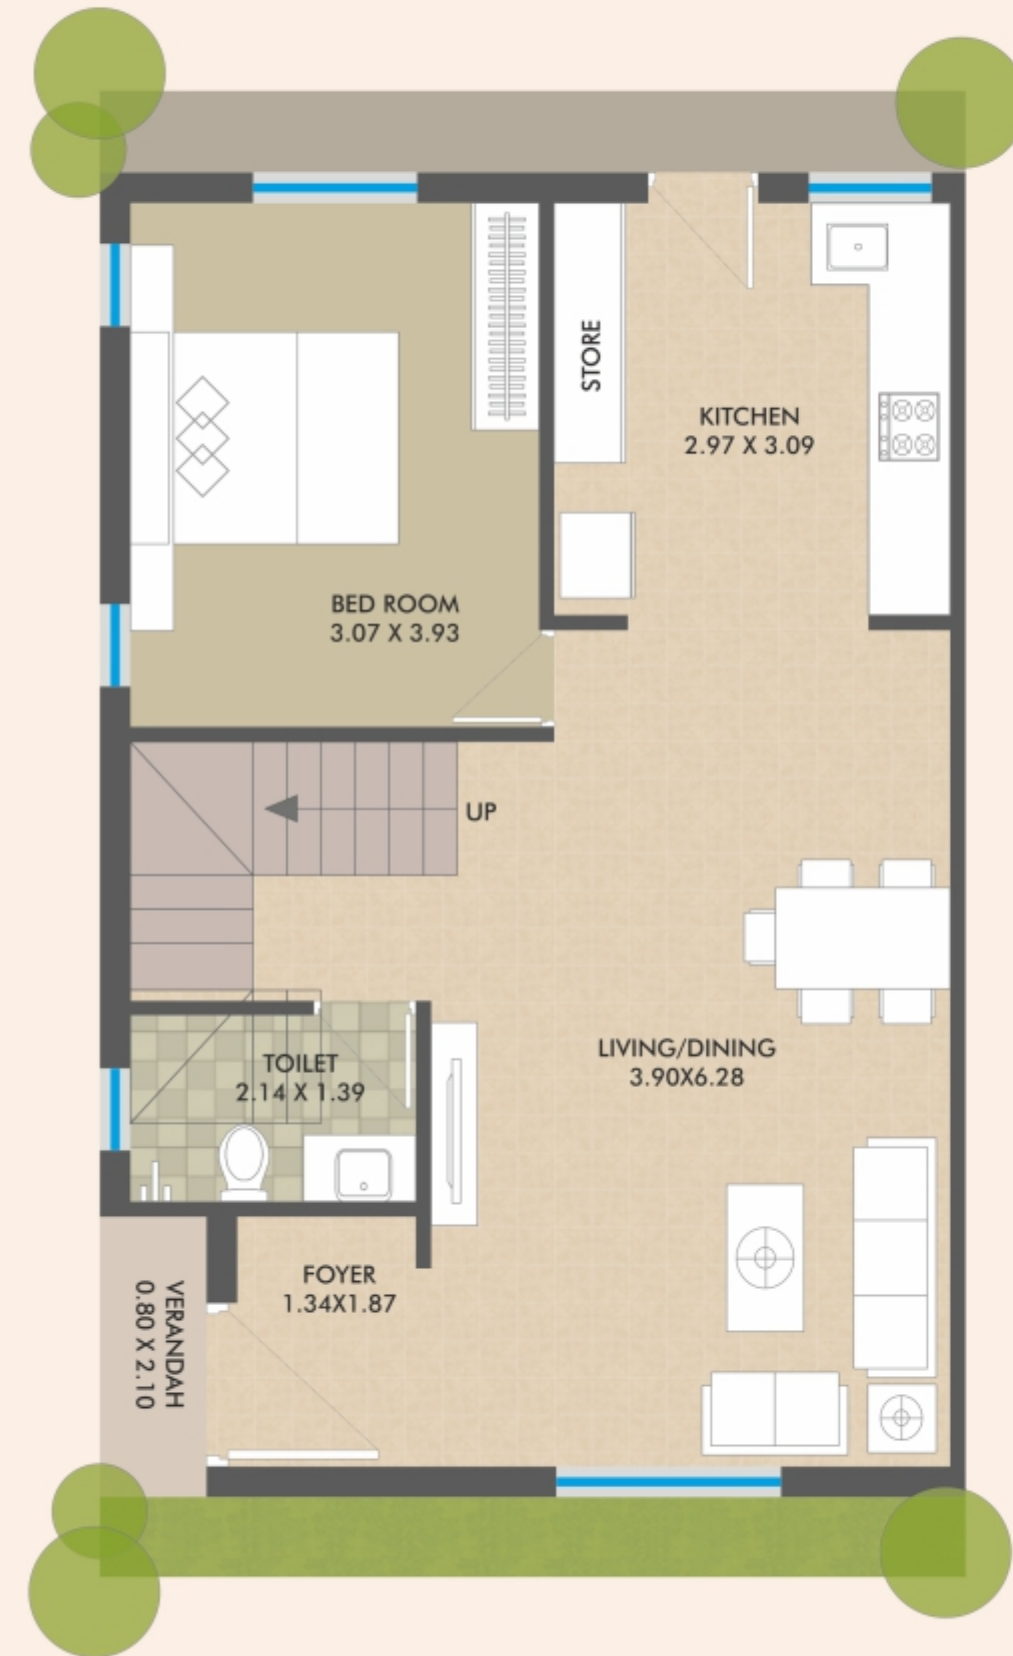 STORE
KITCHEN
2.97 X 3.09
BED ROOM
3.07 X 3.93
UP
LIVING/DINING
3.90X6.28
TOILET
2.14 X 1.39
FOYER
1.34X1.87
VERANDAH
0.80 X 2.10